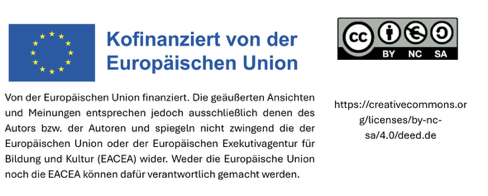 Kofinanziert von der
Europäischen Union
Von der Europäischen Union finanziert. Die geäußerten Ansichten
und Meinungen entsprechen jedoch ausschließlich denen des
Autors bzw. der Autoren und spiegeln nicht zwingend die der
Europäischen Union oder der Europäischen Exekutivagentur für
Bildung und Kultur (EACEA) wider. Weder die Europäische Union
noch die EACEA können dafür verantwortlich gemacht werden.
cc
BY NC SA
https://creativecommons.or
g/licenses/by-nc-
sa/4.0/deed.de